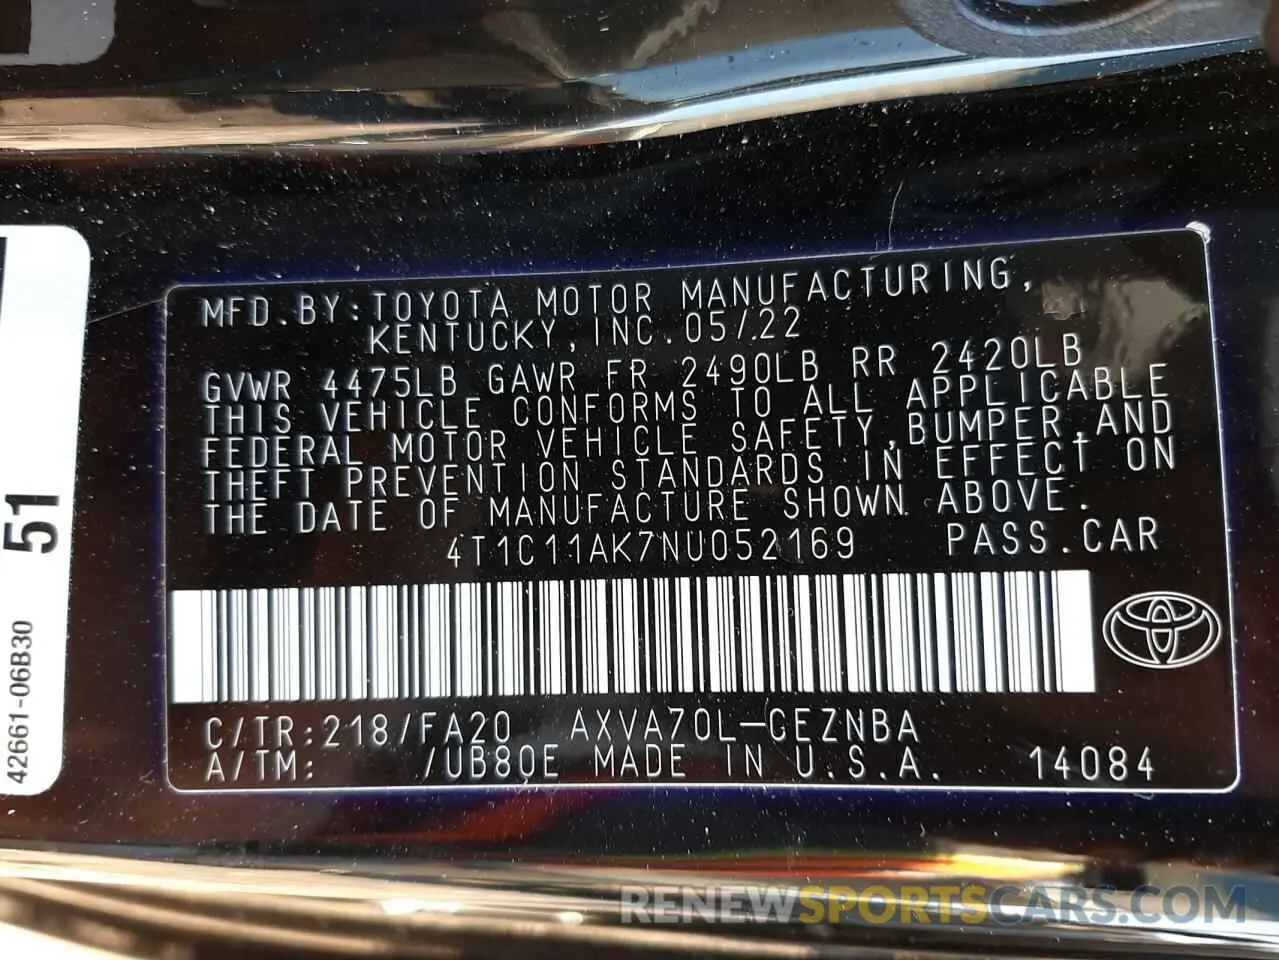 MFD.BY:TOYOTA MOTOR MANUFACTURING,
KENTUCKY,INC.05/22
GVWR 4475LB GAWR FR 2490LB RR 2420LB
THIS VEHICLE CONFORMS TO ALL APPLICABLE
FEDERAL MOTOR VEHICLE SAFETY,BUMPER,AND
THEFT PREVENTION STANDARDS IN EFFECT ON
THE DATE OF MANUFACTURE SHOWN ABOVE.
4T1C11AK7NU052169 PASS.CAR
C/TR:218/FA20 AXVA70L-CEZNBA
A/TM: /UB80E MADE IN U.S.A. 14084
51
42661-06B30
RENEWSPORTSCARS.COM